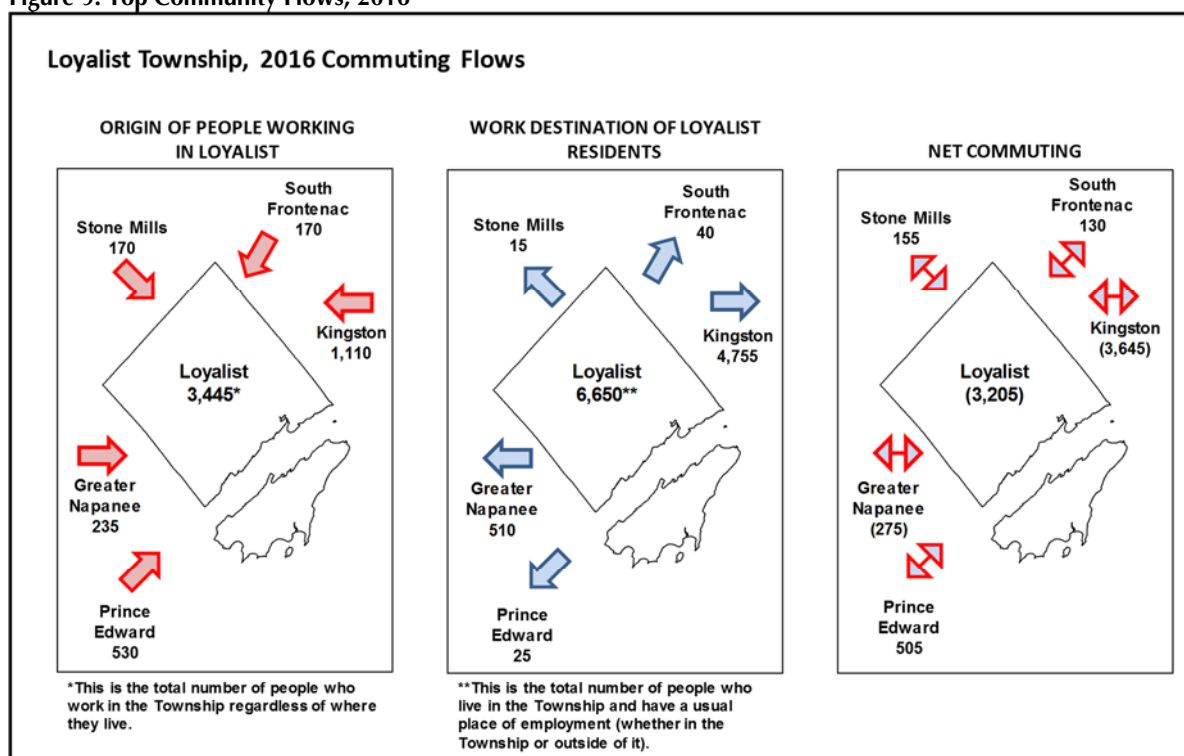 Figure 9: Top Community Flows, 2016
Loyalist Township, 2016 Commuting Flows
ORIGIN OF PEOPLE WORKING
IN LOYALIST
South
Frontenac
170
Stone Mills
170
Kingston
1,110
Loyalist
3,445*
Greater
Napanee
235
Prince
Edward
530
*This is the total number of people who
work in the Township regardless of where
they live.
WORK DESTINATION OF LOYALIST
RESIDENTS
South
Frontenac
40
Stone Mills
15
Kingston
4,755
Loyalist
6,650**
Greater
Napanee
510
Prince
Edward
25
**This is the total number of people who
live in the Township and have a usual
place of employment (whether in the
Township or outside of it).
NET COMMUTING
South
Frontenac
130
Stone Mills
155
Kingston
(3,645)
Loyalist
(3,205)
Greater
Napanee
(275)
Prince
Edward
505